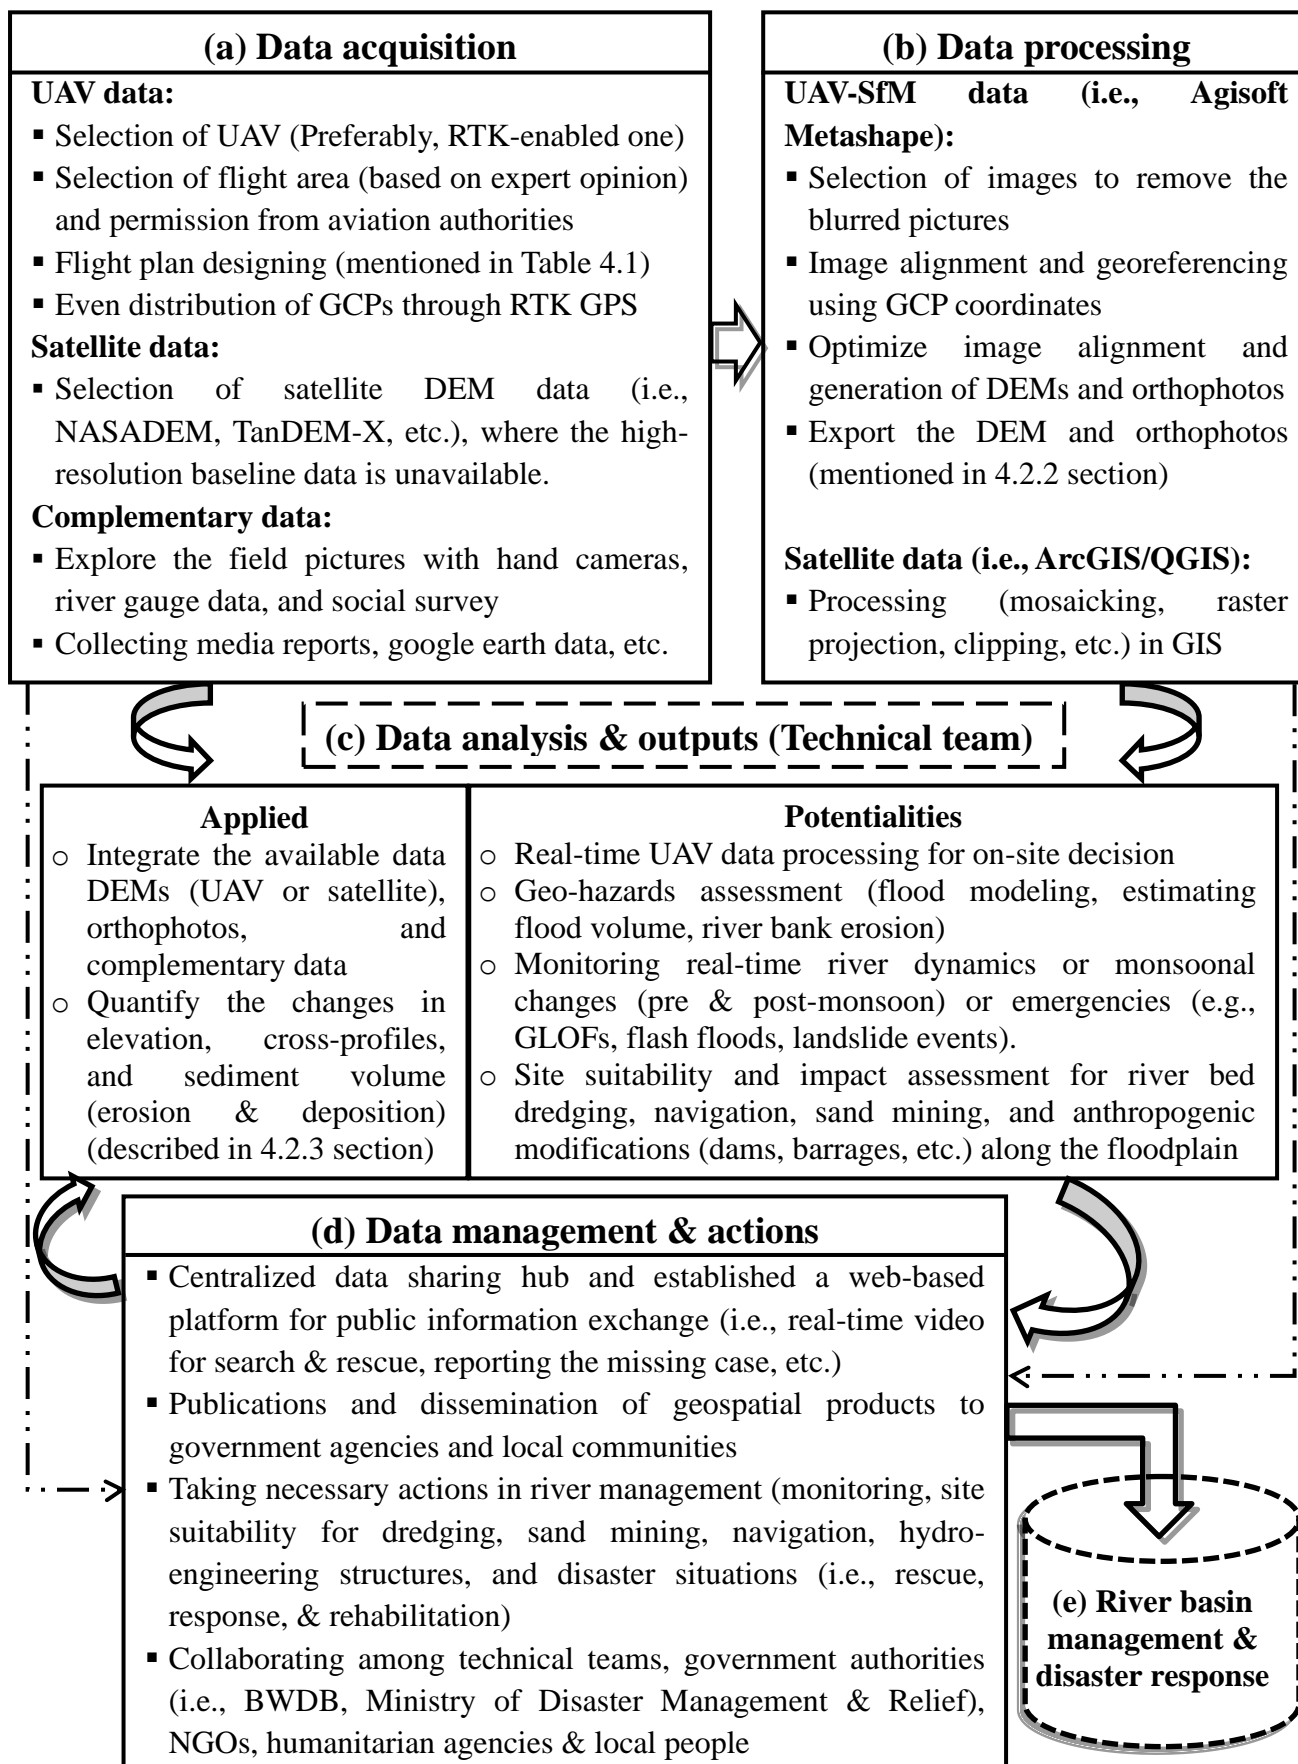 (a) Data acquisition
UAV data:
▪ Selection of UAV (Preferably, RTK-enabled one)
▪ Selection of flight area (based on expert opinion)
and permission from aviation authorities
▪ Flight plan designing (mentioned in Table 4.1)
▪ Even distribution of GCPs through RTK GPS
Satellite data:
▪ Selection of satellite DEM data (i.e.,
NASADEM, TanDEM-X, etc.), where the high-
resolution baseline data is unavailable.
Complementary data:
▪ Explore the field pictures with hand cameras,
river gauge data, and social survey
▪ Collecting media reports, google earth data, etc.
(b) Data processing
UAV-SfM data (i.e., Agisoft
Metashape):
▪ Selection of images to remove the
blurred pictures
▪ Image alignment and georeferencing
using GCP coordinates
▪ Optimize image alignment and
generation of DEMs and orthophotos
▪ Export the DEM and orthophotos
(mentioned in 4.2.2 section)
Satellite data (i.e., ArcGIS/QGIS):
▪ Processing (mosaicking, raster
projection, clipping, etc.) in GIS
(c) Data analysis & outputs (Technical team)
Applied
○ Integrate the available data
DEMs (UAV or satellite),
orthophotos, and
complementary data
○ Quantify the changes in
elevation, cross-profiles,
and sediment volume
(erosion & deposition)
(described in 4.2.3 section)
Potentialities
○ Real-time UAV data processing for on-site decision
○ Geo-hazards assessment (flood modeling, estimating
flood volume, river bank erosion)
○ Monitoring real-time river dynamics or monsoonal
changes (pre & post-monsoon) or emergencies (e.g.,
GLOFs, flash floods, landslide events).
○ Site suitability and impact assessment for river bed
dredging, navigation, sand mining, and anthropogenic
modifications (dams, barrages, etc.) along the floodplain
(d) Data management & actions
▪ Centralized data sharing hub and established a web-based
platform for public information exchange (i.e., real-time video
for search & rescue, reporting the missing case, etc.)
▪ Publications and dissemination of geospatial products to
government agencies and local communities
▪ Taking necessary actions in river management (monitoring, site
suitability for dredging, sand mining, navigation, hydro-
engineering structures, and disaster situations (i.e., rescue,
response, & rehabilitation)
▪ Collaborating among technical teams, government authorities
(i.e., BWDB, Ministry of Disaster Management & Relief),
NGOs, humanitarian agencies & local people
(e) River basin
management &
disaster response